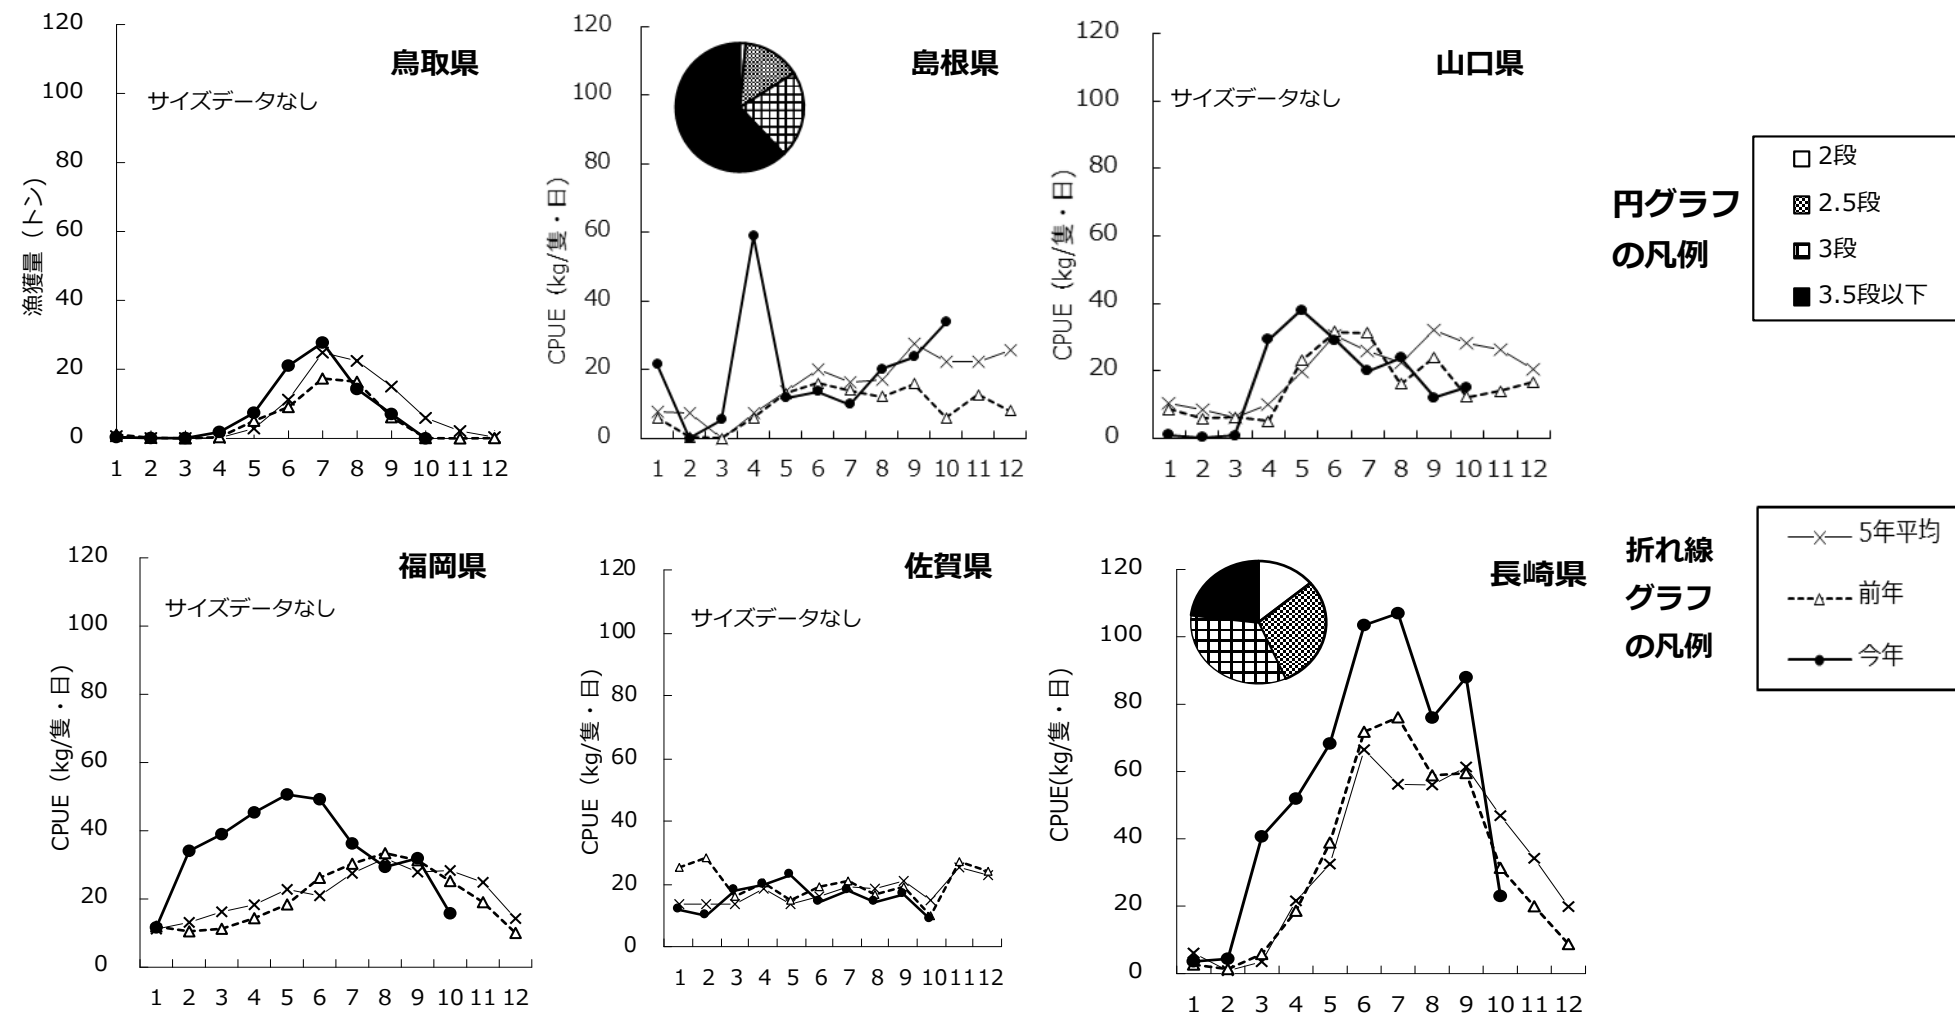 鳥取県
サイズデータなし
漁獲量（トン）
120
100
80
60
40
20
0
1 2 3 4 5 6 7 8 9 10 11 12
島根県
CPUE（kg/隻・日）
120
100
80
60
40
20
0
1 2 3 4 5 6 7 8 9 10 11 12
山口県
サイズデータなし
CPUE（kg/隻・日）
120
100
80
60
40
20
0
1 2 3 4 5 6 7 8 9 10 11 12
円グラフ
の凡例
2段
2.5段
3段
3.5段以下
福岡県
サイズデータなし
CPUE（kg/隻・日）
120
100
80
60
40
20
0
1 2 3 4 5 6 7 8 9 10 11 12
佐賀県
サイズデータなし
CPUE（kg/隻・日）
120
100
80
60
40
20
0
1 2 3 4 5 6 7 8 9 10 11 12
長崎県
CPUE(kg/隻・日)
120
100
80
60
40
20
0
1 2 3 4 5 6 7 8 9 10 11 12
折れ線
グラフ
の凡例
5年平均
前年
今年